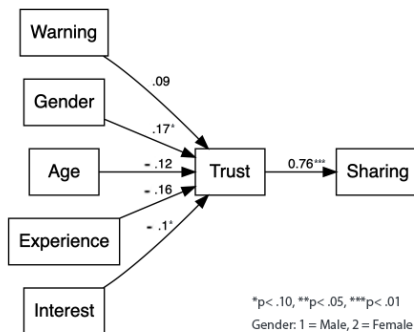 Warning
.09
Gender
.17*
Age
- .12
Trust
0.76***
Sharing
- .16
Experience
- .1*
Interest
*p< .10, **p< .05, ***p< .01
Gender: 1 = Male, 2 = Female